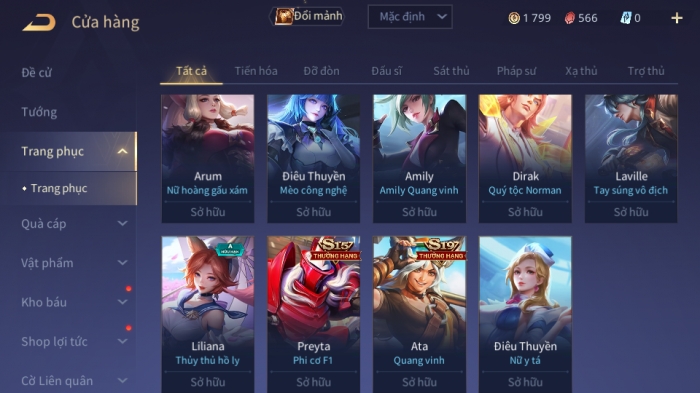 Cửa hàng
Đổi mảnh
Mặc định
1 799
566
0
Đề cử
Tướng
Trang phục
Trang phục
Quà cáp
Vật phẩm
Kho báu
Shop lợi tức
Cờ Liên quân
Tất cả
Tiến hóa
Đỡ đòn
Đấu sĩ
Sát thủ
Pháp sư
Xạ thủ
Trợ thủ
Arum
Nữ hoàng gấu xám
Sở hữu
Điêu Thuyền
Mèo công nghệ
Sở hữu
Amily
Amily Quang vinh
Sở hữu
Dirak
Quý tộc Norman
Sở hữu
Laville
Tay súng vô địch
Sở hữu
Liliana
Thủy thủ hồ ly
Sở hữu
THƯỞNG HẠNG
Preyta
Phi cơ F1
Sở hữu
THƯỞNG HẠNG
Ata
Quang vinh
Sở hữu
Điêu Thuyền
Nữ y tá
Sở hữu